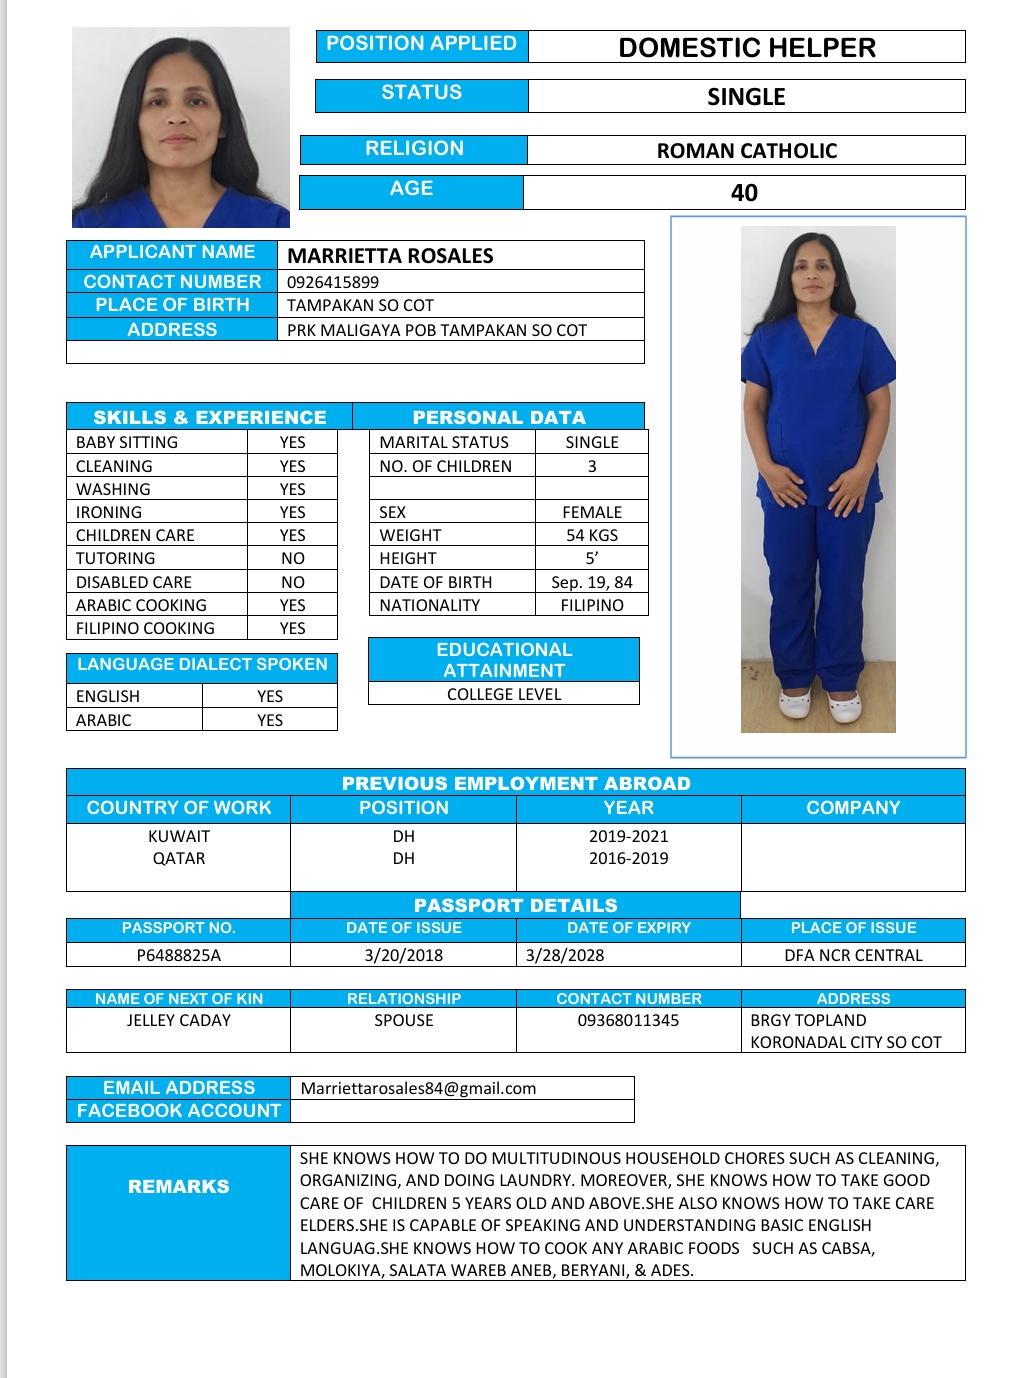 POSITION APPLIED DOMESTIC HELPER
STATUS SINGLE
RELIGION ROMAN CATHOLIC
AGE 40
APPLICANT NAME MARRIETTA ROSALES
CONTACT NUMBER 0926415899
PLACE OF BIRTH TAMPAKAN SO COT
ADDRESS PRK MALIGAYA POB TAMPAKAN SO COT
SKILLS & EXPERIENCE
BABY SITTING YES
CLEANING YES
WASHING YES
IRONING YES
CHILDREN CARE YES
TUTORING NO
DISABLED CARE NO
ARABIC COOKING YES
FILIPINO COOKING YES
LANGUAGE DIALECT SPOKEN
ENGLISH YES
ARABIC YES
PERSONAL DATA
MARITAL STATUS SINGLE
NO. OF CHILDREN 3
SEX FEMALE
WEIGHT 54 KGS
HEIGHT 5’
DATE OF BIRTH Sep. 19, 84
NATIONALITY FILIPINO
EDUCATIONAL
ATTAINMENT
COLLEGE LEVEL
PREVIOUS EMPLOYMENT ABROAD
COUNTRY OF WORK POSITION YEAR COMPANY
KUWAIT DH 2019-2021
QATAR DH 2016-2019
PASSPORT DETAILS
PASSPORT NO. DATE OF ISSUE DATE OF EXPIRY PLACE OF ISSUE
P6488825A 3/20/2018 3/28/2028 DFA NCR CENTRAL
NAME OF NEXT OF KIN RELATIONSHIP CONTACT NUMBER ADDRESS
JELLEY CADAY SPOUSE 09368011345 BRGY TOPLAND
KORONADAL CITY SO COT
EMAIL ADDRESS Marriettarosales84@gmail.com
FACEBOOK ACCOUNT
REMARKS
SHE KNOWS HOW TO DO MULTITUDINOUS HOUSEHOLD CHORES SUCH AS CLEANING,
ORGANIZING, AND DOING LAUNDRY. MOREOVER, SHE KNOWS HOW TO TAKE GOOD
CARE OF CHILDREN 5 YEARS OLD AND ABOVE.SHE ALSO KNOWS HOW TO TAKE CARE
ELDERS.SHE IS CAPABLE OF SPEAKING AND UNDERSTANDING BASIC ENGLISH
LANGUAG.SHE KNOWS HOW TO COOK ANY ARABIC FOODS SUCH AS CABSA,
MOLOKIYA, SALATA WAREB ANEB, BERYANI, & ADES.